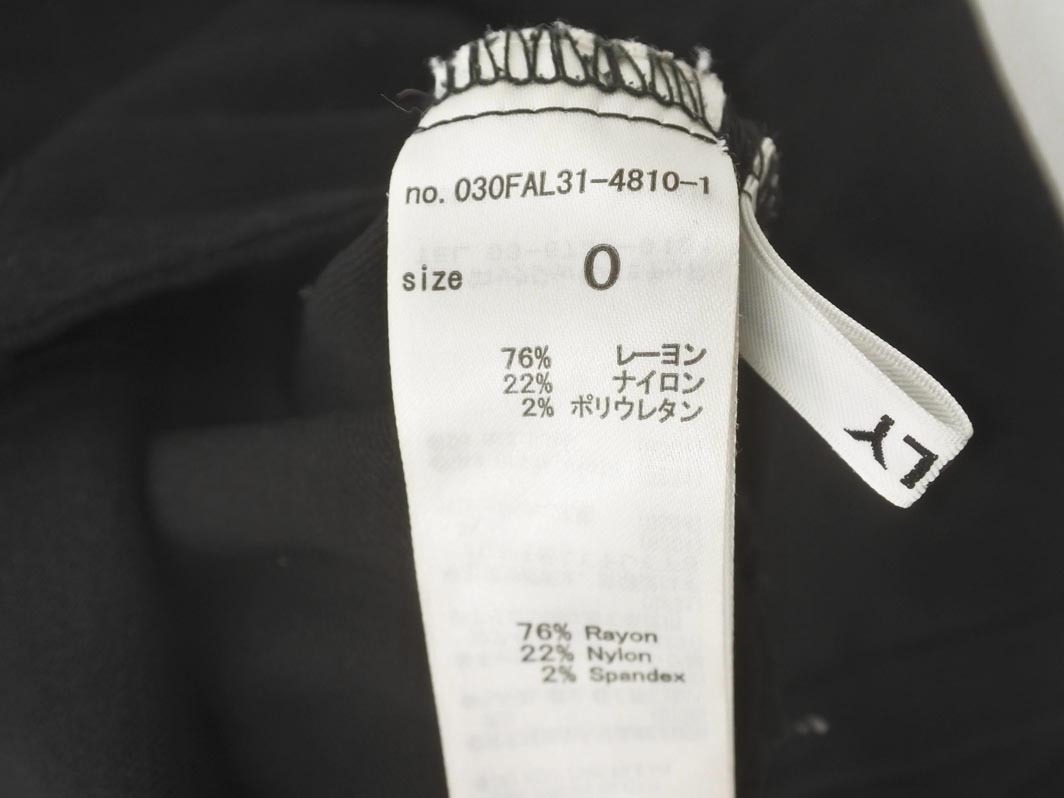 no. 030FAL31-4810-1
size 0
76% レーヨン
22% ナイロン
2% ポリウレタン
LY
76% Rayon
22% Nylon
2% Spandex